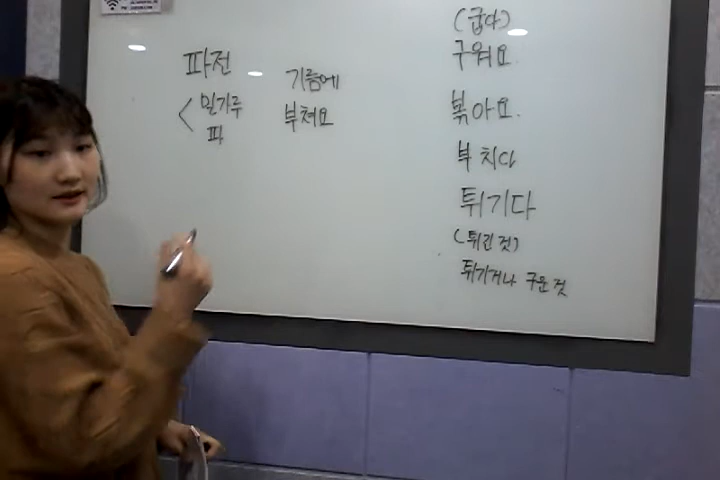 파전
밀가루
파
기름에
부쳐요
(굽다)
구워요.
볶아요.
부치다
튀기다
(튀긴 것)
튀기거나 구운 것